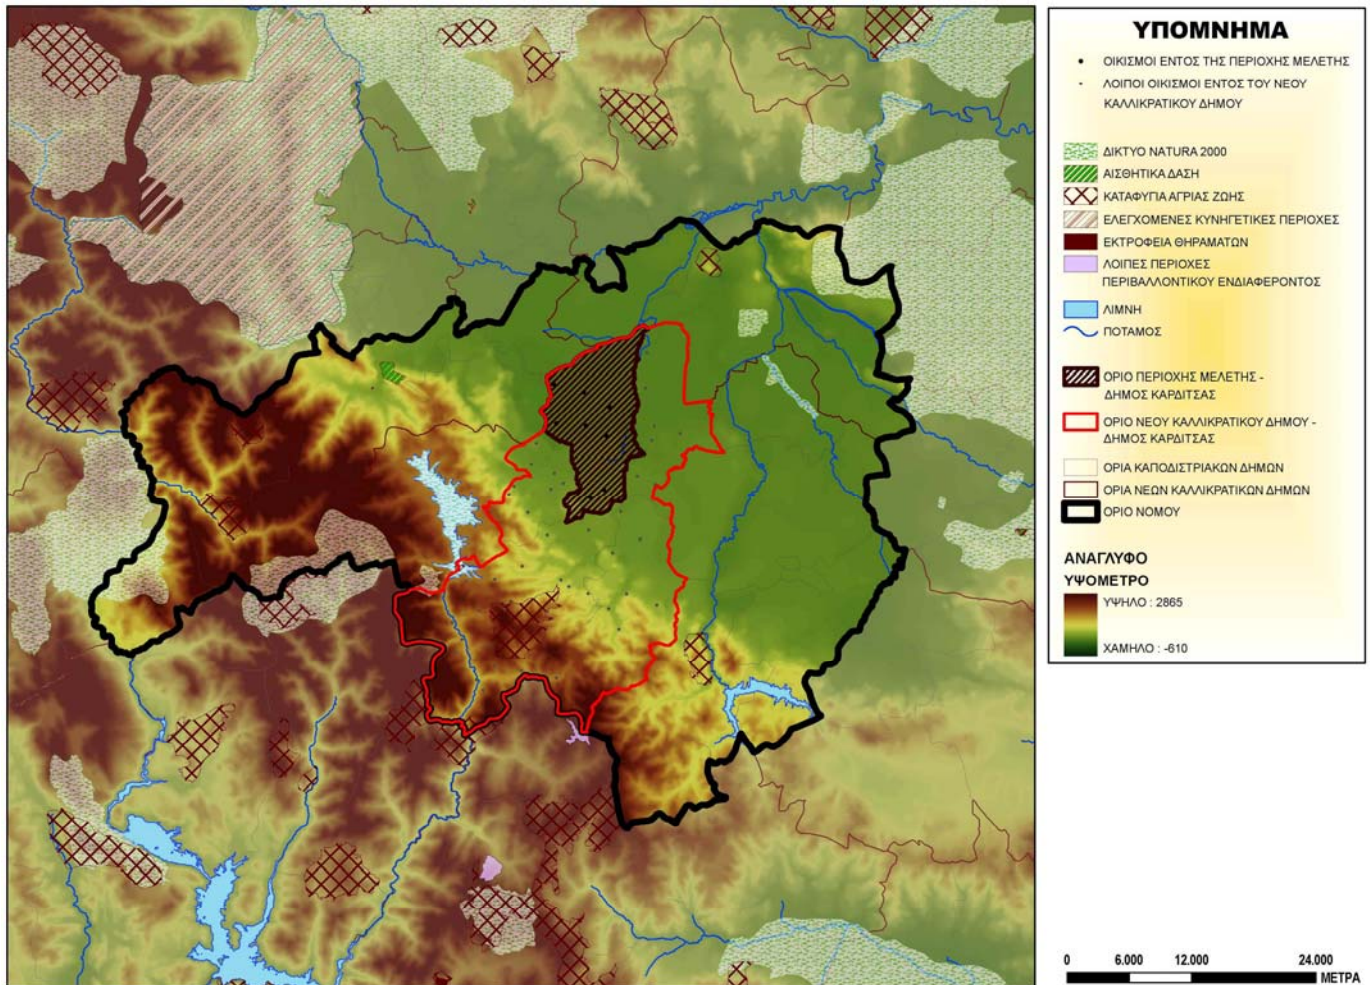 ΥΠΟΜΝΗΜΑ
ΟΙΚΙΣΜΟΙ ΕΝΤΟΣ ΤΗΣ ΠΕΡΙΟΧΗΣ ΜΕΛΕΤΗΣ
ΛΟΙΠΟΙ ΟΙΚΙΣΜΟΙ ΕΝΤΟΣ ΤΟΥ ΝΕΟΥ
ΚΑΛΛΙΚΡΑΤΙΚΟΥ ΔΗΜΟΥ
ΔΙΚΤΥΟ NATURA 2000
ΑΙΣΘΗΤΙΚΑ ΔΑΣΗ
ΚΑΤΑΦΥΓΙΑ ΑΓΡΙΑΣ ΖΩΗΣ
ΕΛΕΓΧΟΜΕΝΕΣ ΚΥΝΗΓΕΤΙΚΕΣ ΠΕΡΙΟΧΕΣ
ΕΚΤΡΟΦΕΙΑ ΘΗΡΑΜΑΤΩΝ
ΛΟΙΠΕΣ ΠΕΡΙΟΧΕΣ
ΠΕΡΙΒΑΛΛΟΝΤΙΚΟΥ ΕΝΔΙΑΦΕΡΟΝΤΟΣ
ΛΙΜΝΗ
ΠΟΤΑΜΟΣ
ΟΡΙΟ ΠΕΡΙΟΧΗΣ ΜΕΛΕΤΗΣ -
ΔΗΜΟΣ ΚΑΡΔΙΤΣΑΣ
ΟΡΙΟ ΝΕΟΥ ΚΑΛΛΙΚΡΑΤΙΚΟΥ ΔΗΜΟΥ -
ΔΗΜΟΣ ΚΑΡΔΙΤΣΑΣ
ΟΡΙΑ ΚΑΠΟΔΙΣΤΡΙΑΚΩΝ ΔΗΜΩΝ
ΟΡΙΑ ΝΕΩΝ ΚΑΛΛΙΚΡΑΤΙΚΩΝ ΔΗΜΩΝ
ΟΡΙΟ ΝΟΜΟΥ
ΑΝΑΓΛΥΦΟ
ΥΨΟΜΕΤΡΟ
ΥΨΗΛΟ : 2865
ΧΑΜΗΛΟ : -610
0 6.000 12.000 24.000
ΜΕΤΡΑ